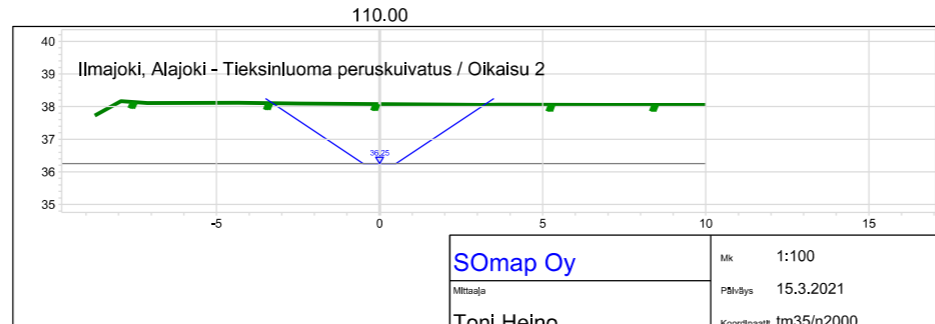 110.00
40
Ilmajoki, Alajoki - Tieksinluoma peruskuivatus / Oikaisu 2
39
38
37
36.25
36
35
-5 0 5 10 15
SOmap Oy
Mk 1:100
Mittaaja
Päiväys 15.3.2021
Toni Heino
Koordinaatit tm35/n2000